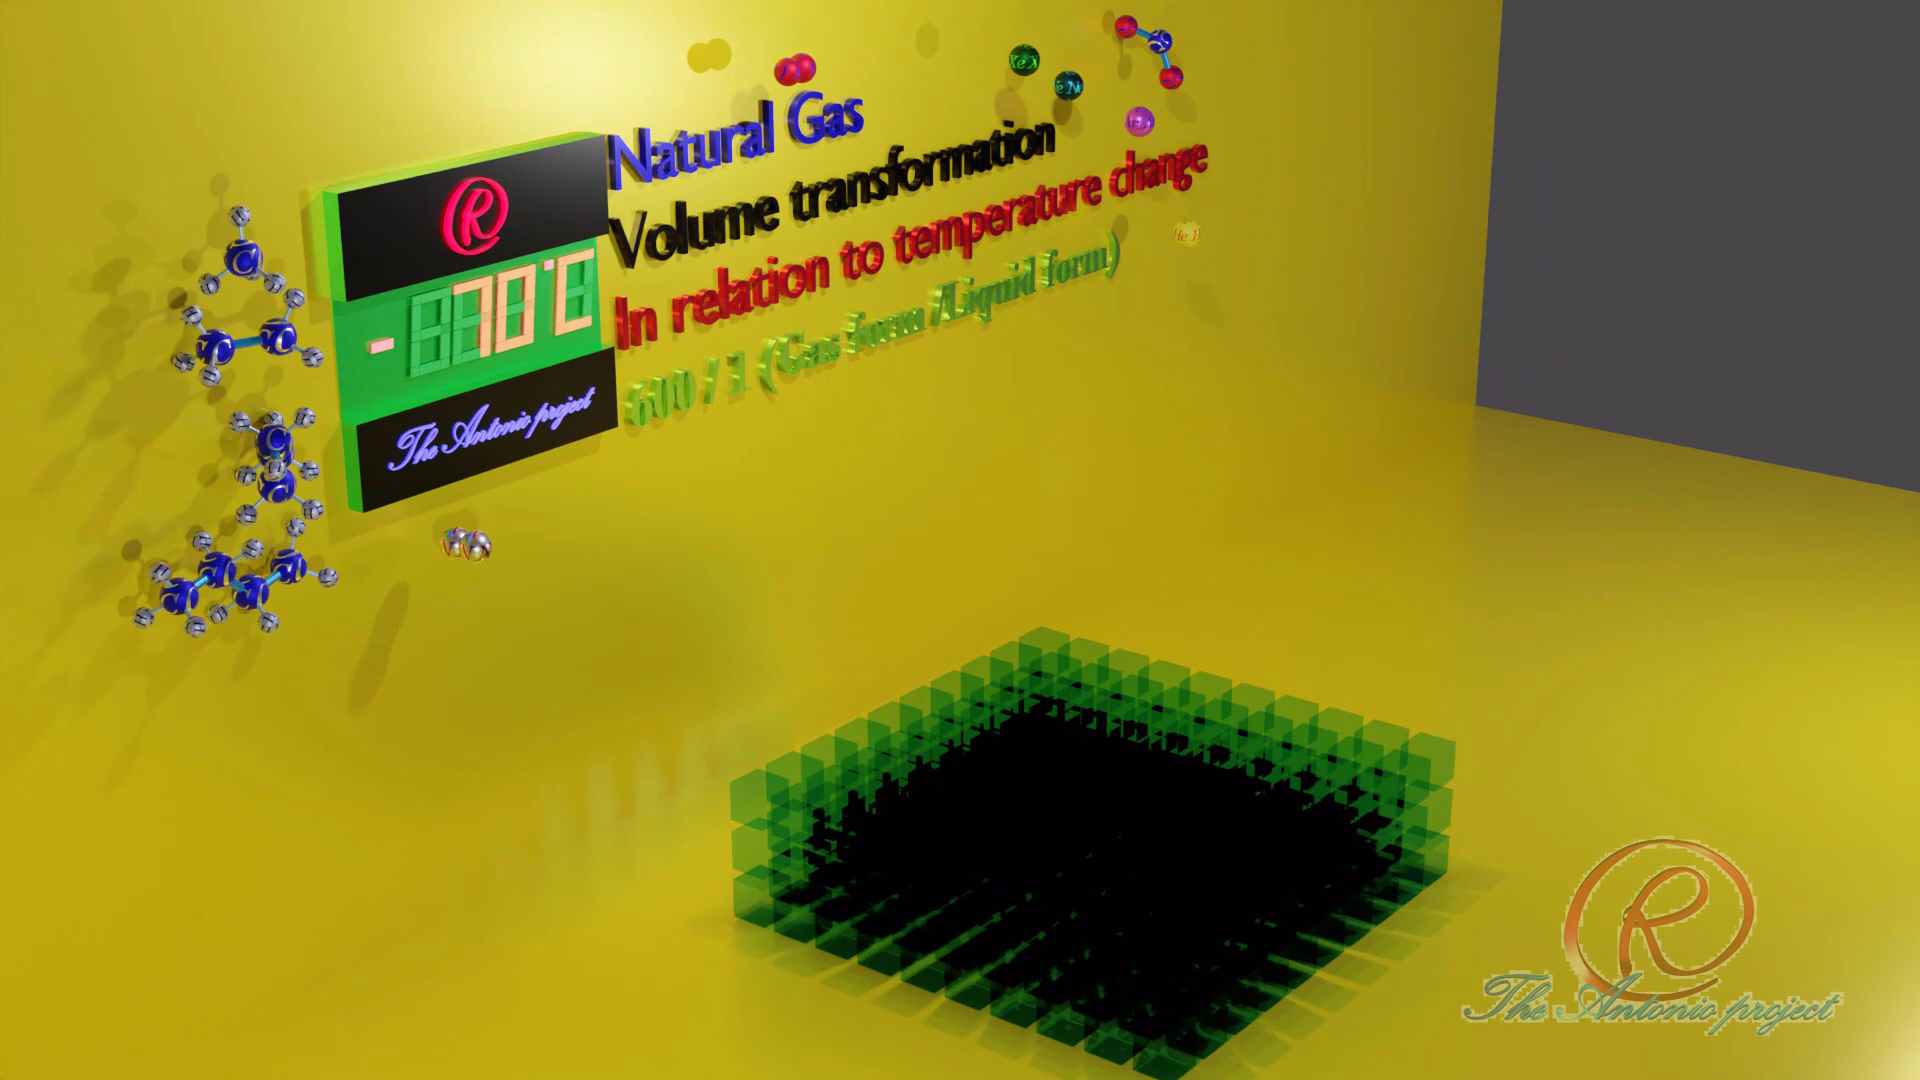 Natural Gas
Volume transformation
In relation to temperature change
600 / 1 (Gas form /Liquid form)
R
-70°C
The Antonio project
R
The Antonio project